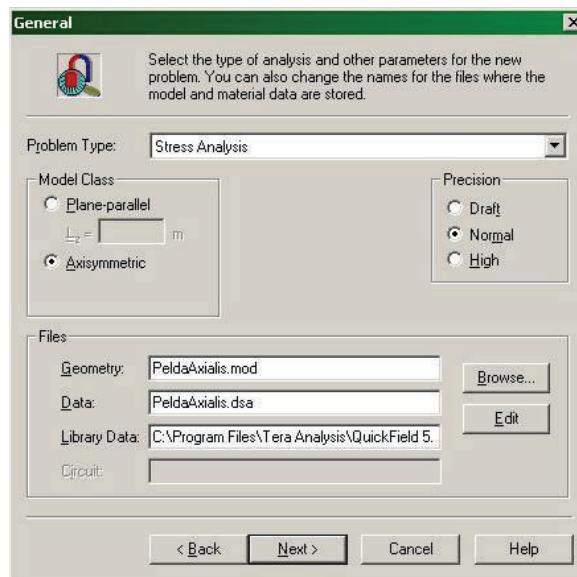 General
Select the type of analysis and other parameters for the new
problem. You can also change the names for the files where the
model and material data are stored.
Problem Type:
Stress Analysis
Model Class
Plane-parallel
Lz =
m
Axisymmetric
Precision
Draft
Normal
High
Files
Geometry:
PeldaAxialis.mod
Data:
PeldaAxialis.dsa
Library Data:
C:\Program Files\Tera Analysis\QuickField 5.
Circuit:
Browse...
Edit
< Back
Next >
Cancel
Help